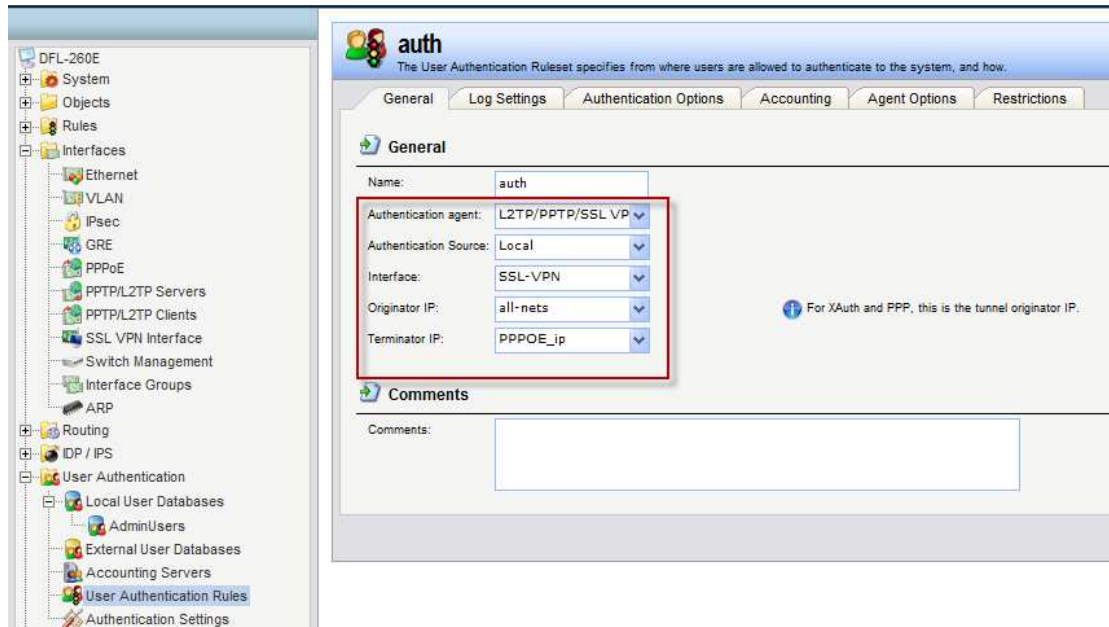 DFL-260E
System
Objects
Rules
Interfaces
Ethernet
VLAN
IPsec
GRE
PPPoE
PPTP/L2TP Servers
PPTP/L2TP Clients
SSL VPN Interface
Switch Management
Interface Groups
ARP
Routing
IDP / IPS
User Authentication
Local User Databases
AdminUsers
External User Databases
Accounting Servers
User Authentication Rules
Authentication Settings
auth
The User Authentication Ruleset specifies from where users are allowed to authenticate to the system, and how.
General Log Settings Authentication Options Accounting Agent Options Restrictions
General
Name: auth
Authentication agent: L2TP/PPTP/SSL VP
Authentication Source: Local
Interface: SSL-VPN
Originator IP: all-nets
For XAuth and PPP, this is the tunnel originator IP.
Terminator IP: PPPOE_ip
Comments
Comments: